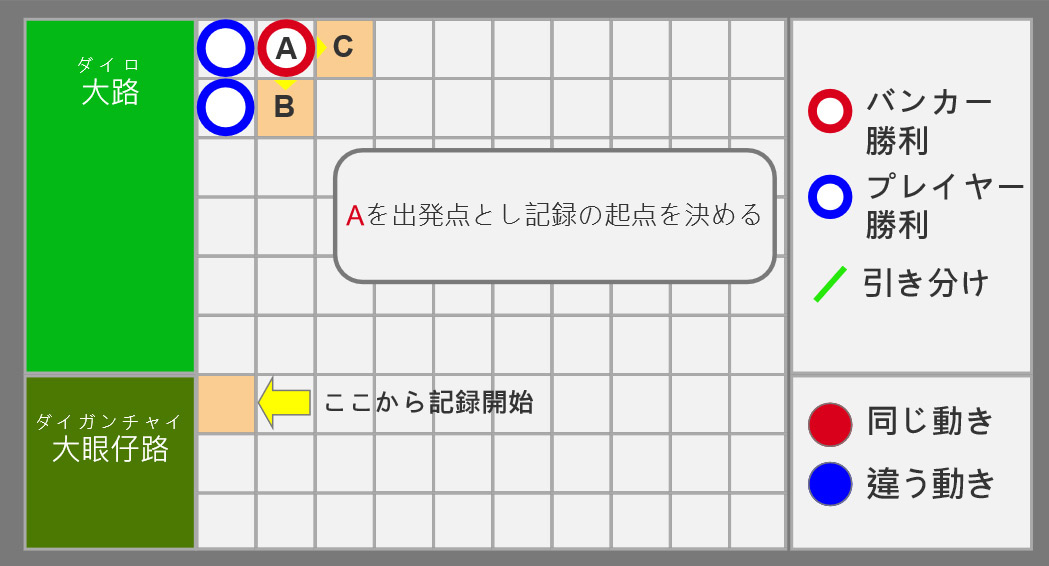 ダイロ
大路
A
C
B
Aを出発点とし記録の起点を決める
バンカー
勝利
プレイヤー
勝利
引き分け
ダイガンチャイ
大眼仔路
ここから記録開始
同じ動き
違う動き